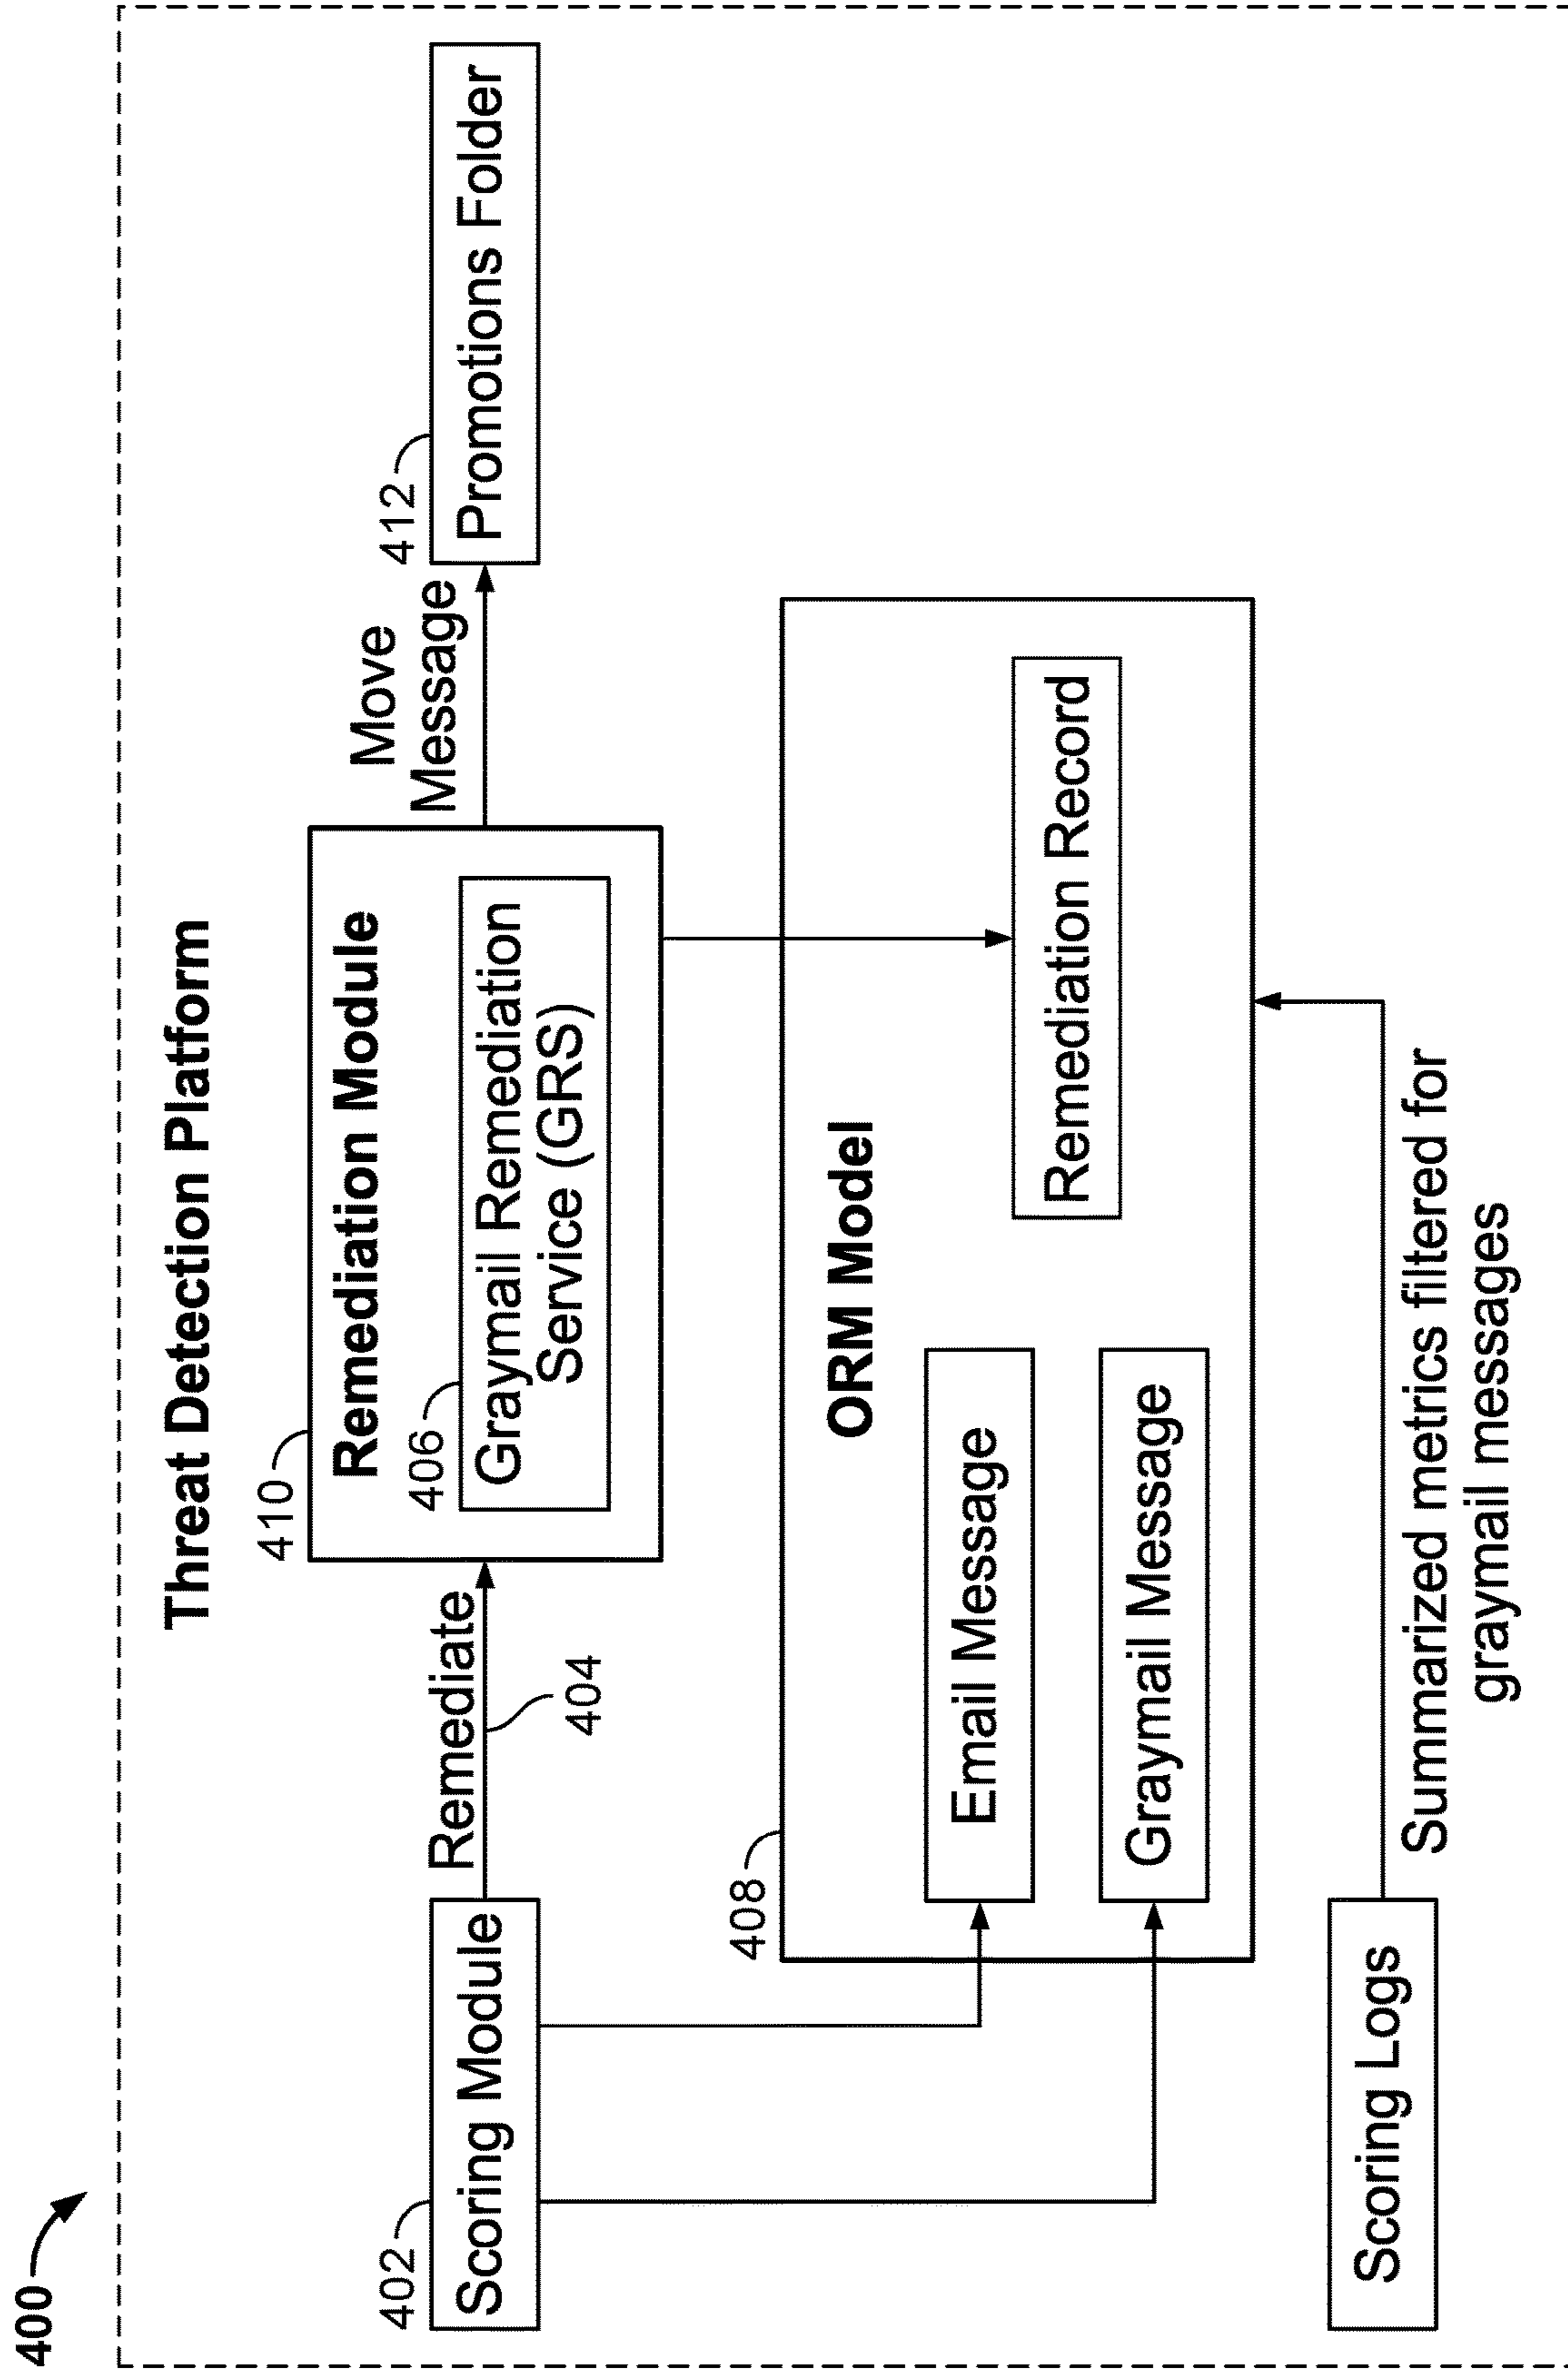 400
Threat Detection Platform
410
Remediation Module
406
Graymail Remediation
Service (GRS)
402
Scoring Module
Remediate
404
Move
Message
412
Promotions Folder
408
ORM Model
Email Message
Graymail Message
Remediation Record
Scoring Logs
Summarized metrics filtered for
graymail messages